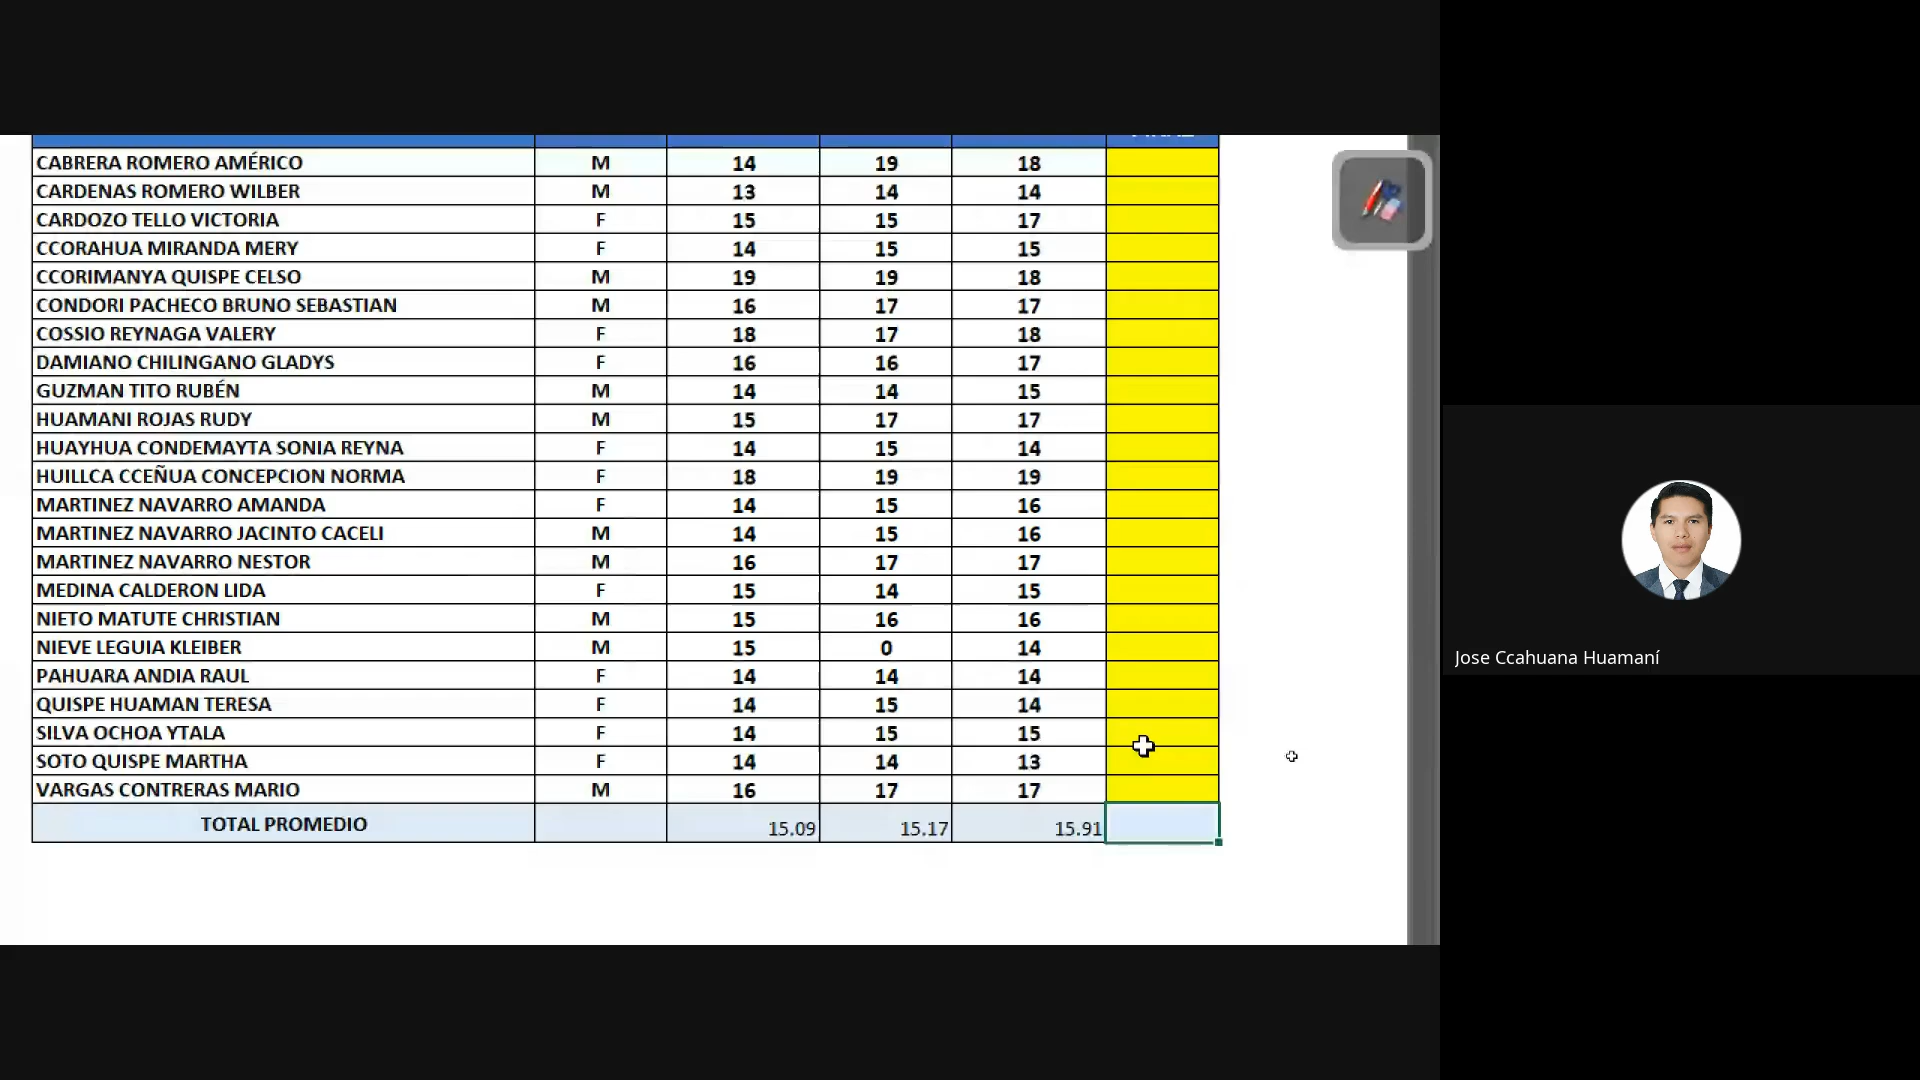 CABRERA ROMERO AMÉRICO M 14 19 18
CARDENAS ROMERO WILBER M 13 14 14
CARDOZO TELLO VICTORIA F 15 15 17
CCORAHUA MIRANDA MERY F 14 15 15
CCORIMANYA QUISPE CELSO M 19 19 18
CONDORI PACHECO BRUNO SEBASTIAN M 16 17 17
COSSIO REYNAGA VALERY F 18 17 18
DAMIANO CHILINGANO GLADYS F 16 16 17
GUZMAN TITO RUBÉN M 14 14 15
HUAMANI ROJAS RUDY M 15 17 17
HUAYHUA CONDEMAYTA SONIA REYNA F 14 15 14
HUILLCA CCEÑUA CONCEPCION NORMA F 18 19 19
MARTINEZ NAVARRO AMANDA F 14 15 16
MARTINEZ NAVARRO JACINTO CACELI M 14 15 16
MARTINEZ NAVARRO NESTOR M 16 17 17
MEDINA CALDERON LIDA F 15 14 15
NIETO MATUTE CHRISTIAN M 15 16 16
NIEVE LEGUIA KLEIBER M 15 0 14
PAHUARA ANDIA RAUL F 14 14 14
QUISPE HUAMAN TERESA F 14 15 14
SILVA OCHOA YTALA F 14 15 15
SOTO QUISPE MARTHA F 14 14 13
VARGAS CONTRERAS MARIO M 16 17 17
TOTAL PROMEDIO 15.09 15.17 15.91
Jose Ccahuana Huamaní